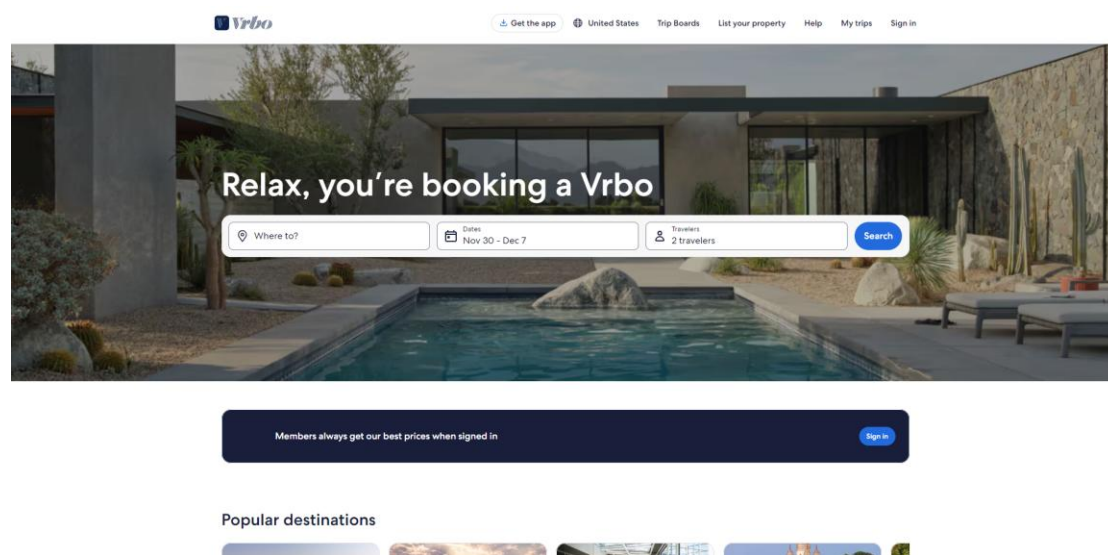 Vrbo
Get the app United States Trip Boards List your property Help My trips Sign in
Relax, you're booking a Vrbo
Where to?
Dates
Nov 30 - Dec 7
Travelers
2 travelers
Search
Members always get our best prices when signed in
Sign in
Popular destinations